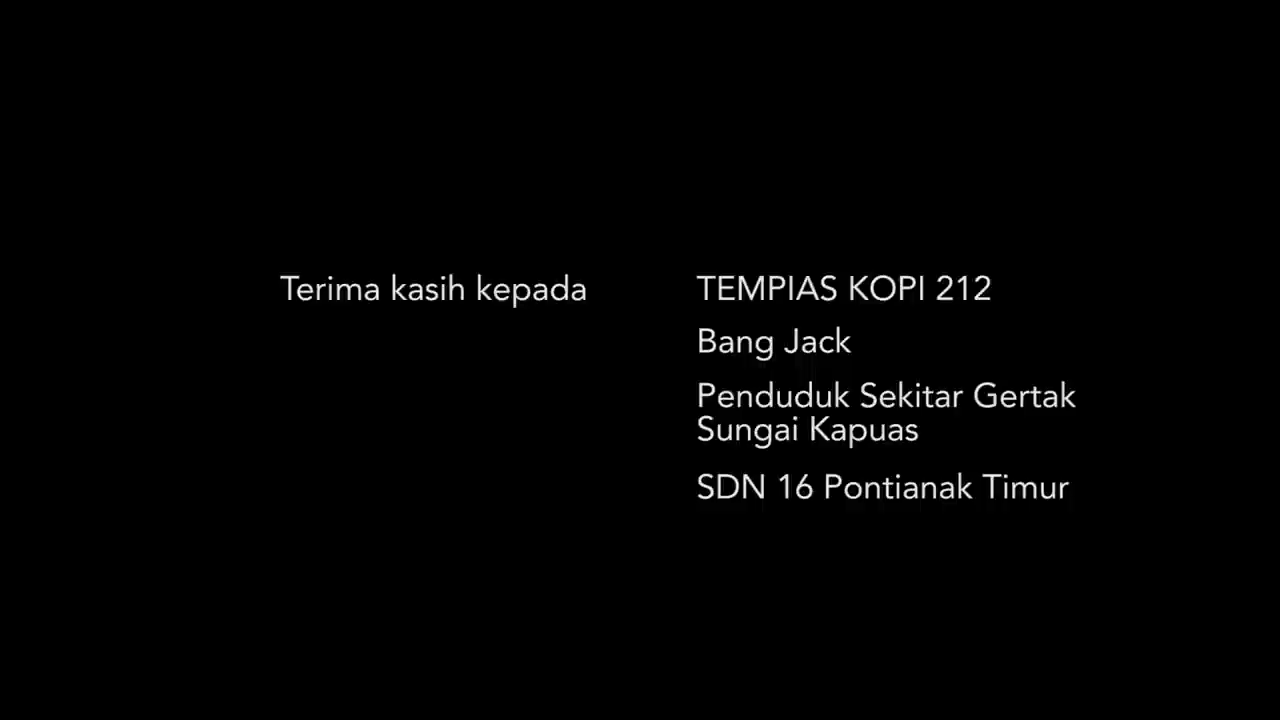 Terima kasih kepada
TEMPIAS KOPI 212
Bang Jack
Penduduk Sekitar Gertak
Sungai Kapuas
SDN 16 Pontianak Timur